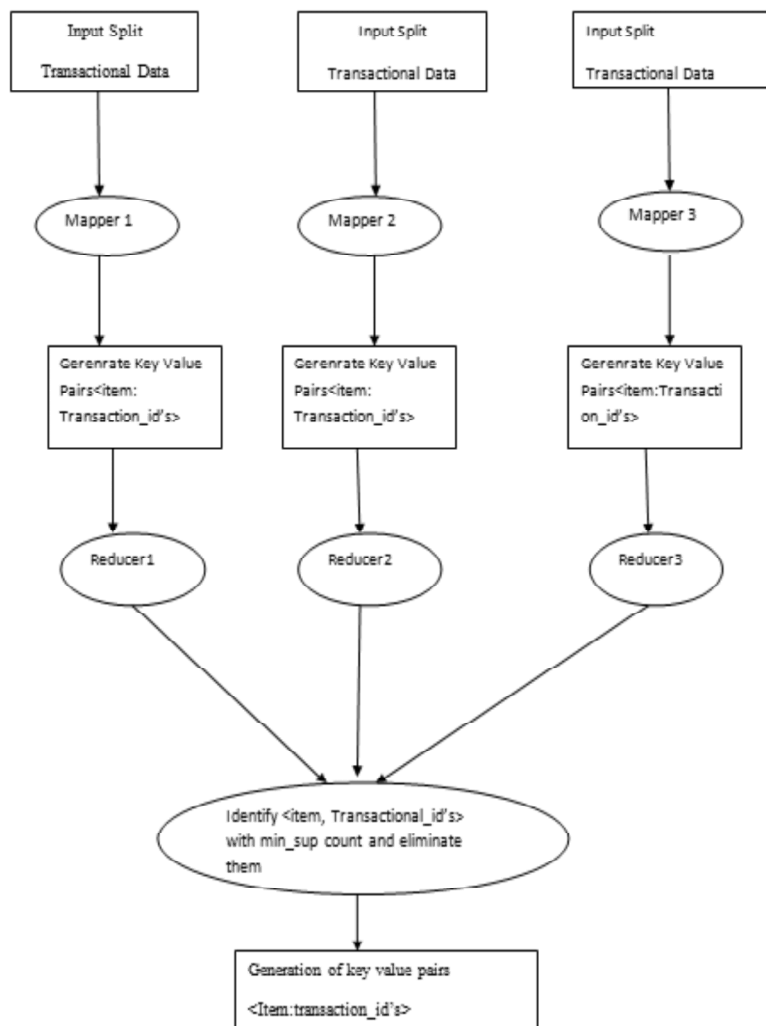 Input Split
Transactional Data
Input Split
Transactional Data
Input Split
Transactional Data
Mapper 1
Mapper 2
Mapper 3
Gerenrate Key Value
Pairs<item:
Transaction_id's>
Gerenrate Key Value
Pairs<item:
Transaction_id's>
Gerenrate Key Value
Pairs<item:Transacti
on_id's>
Reducer1
Reducer2
Reducer3
Identify <item, Transactional_id's>
with min_sup count and eliminate
them
Generation of key value pairs
<Item:transaction_id's>